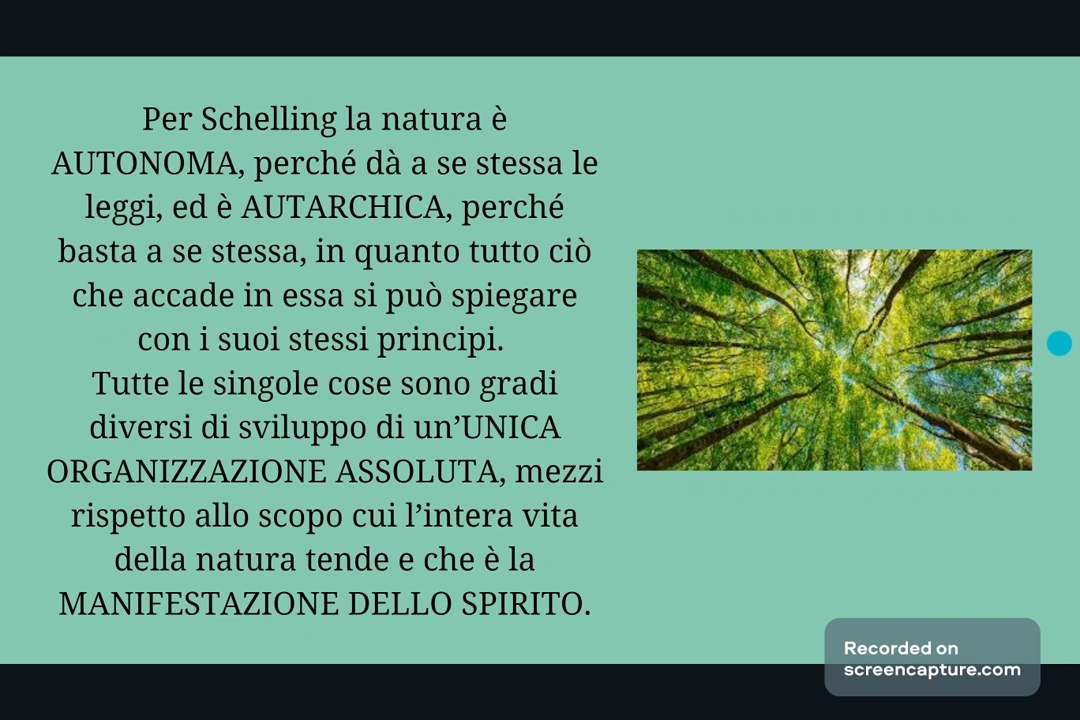 Per Schelling la natura è
AUTONOMA, perché dà a se stessa le
leggi, ed è AUTARCHICA, perché
basta a se stessa, in quanto tutto ciò
che accade in essa si può spiegare
con i suoi stessi principi.
Tutte le singole cose sono gradi
diversi di sviluppo di un’UNICA
ORGANIZZAZIONE ASSOLUTA, mezzi
rispetto allo scopo cui l’intera vita
della natura tende e che è la
MANIFESTAZIONE DELLO SPIRITO.
Recorded on
screencapture.com